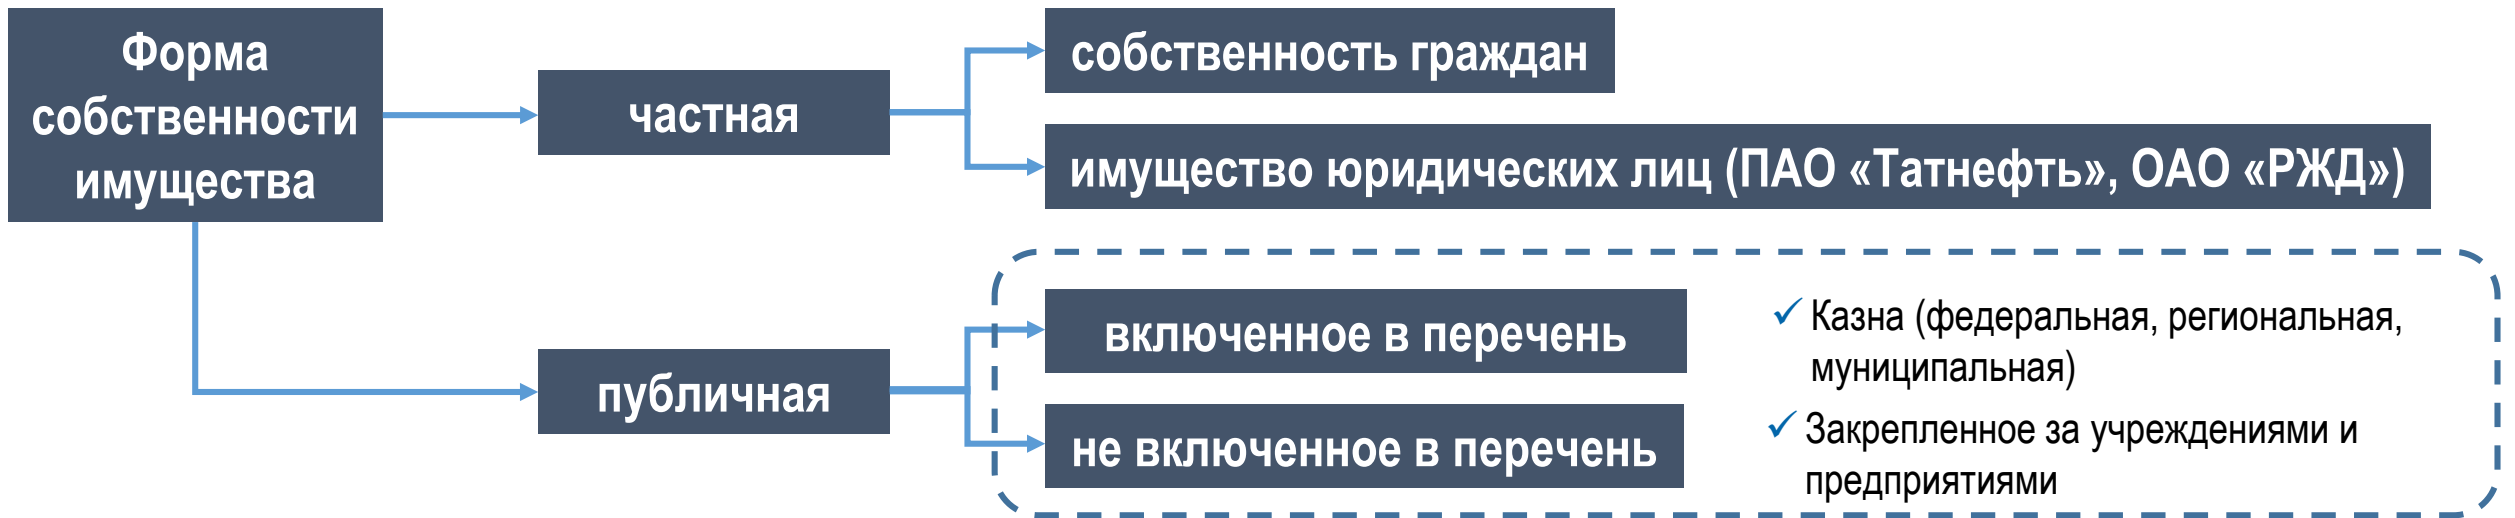 Форма
собственности
имущества
частная
собственность граждан
имущество юридических лиц (ПАО «Татнефть», ОАО «РЖД»)
публичная
включенное в перечень
не включенное в перечень
✓ Казна (федеральная, региональная,
муниципальная)
✓ Закрепленное за учреждениями и
предприятиями